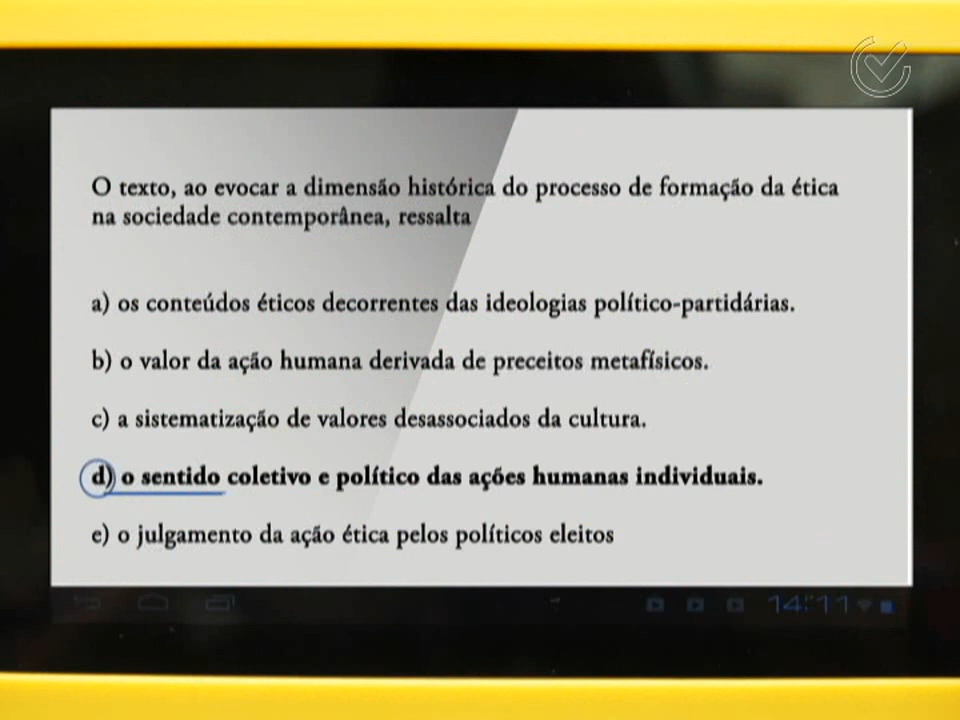 O texto, ao evocar a dimensão histórica do processo de formação da ética
na sociedade contemporânea, ressalta
a) os conteúdos éticos decorrentes das ideologias político-partidárias.
b) o valor da ação humana derivada de preceitos metafísicos.
c) a sistematização de valores desassociados da cultura.
d) o sentido coletivo e político das ações humanas individuais.
e) o julgamento da ação ética pelos políticos eleitos
14:11